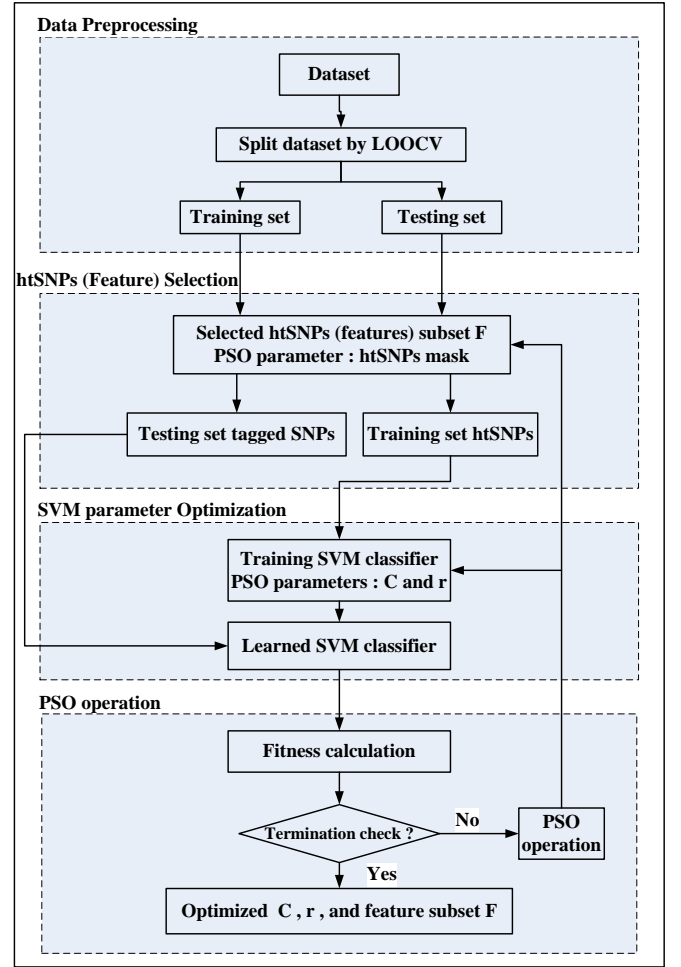 Data Preprocessing
Dataset
Split dataset by LOOCV
Training set
Testing set
htSNPs (Feature) Selection
Selected htSNPs (features) subset F
PSO parameter : htSNPs mask
Testing set tagged SNPs
Training set htSNPs
SVM parameter Optimization
Training SVM classifier
PSO parameters : C and r
Learned SVM classifier
PSO operation
Fitness calculation
Termination check ?
No
PSO
operation
Yes
Optimized C , r , and feature subset F